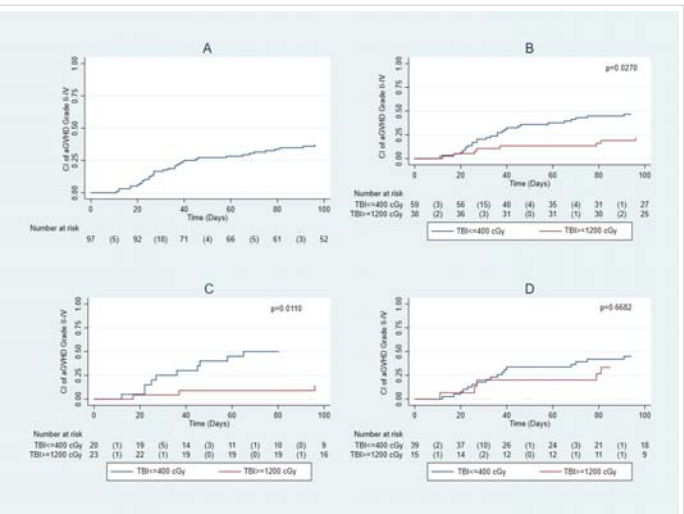 A
CI of aGVHD Grade II-IV
1.00
0.75
0.50
0.25
0.00
0 20 40 60 80 100
Time (Days)
Number at risk
97 (5) 92 (18) 71 (4) 66 (5) 61 (3) 52
B
p=0.0270
CI of aGVHD Grade II-IV
1.00
0.75
0.50
0.25
0.00
0 20 40 60 80 100
Time (Days)
Number at risk
TBI<=400 cGy 59 (3) 56 (15) 40 (4) 35 (4) 31 (1) 27
TBI>=1200 cGy 38 (2) 36 (3) 31 (0) 31 (1) 30 (2) 25
TBI<=400 cGy TBI>=1200 cGy
C
p=0.0110
CI of aGVHD Grade II-IV
1.00
0.75
0.50
0.25
0.00
0 20 40 60 80 100
Time (Days)
Number at risk
TBI<=400 cGy 20 (1) 19 (5) 14 (3) 11 (1) 10 (0) 9
TBI>=1200 cGy 23 (1) 22 (1) 19 (0) 19 (0) 19 (1) 16
TBI<=400 cGy TBI>=1200 cGy
D
p=0.6682
CI of aGVHD Grade II-IV
1.00
0.75
0.50
0.25
0.00
0 20 40 60 80 100
Time (Days)
Number at risk
TBI<=400 cGy 39 (2) 37 (10) 26 (1) 24 (3) 21 (1) 18
TBI>=1200 cGy 15 (1) 14 (2) 12 (0) 12 (1) 11 (1) 9
TBI<=400 cGy TBI>=1200 cGy